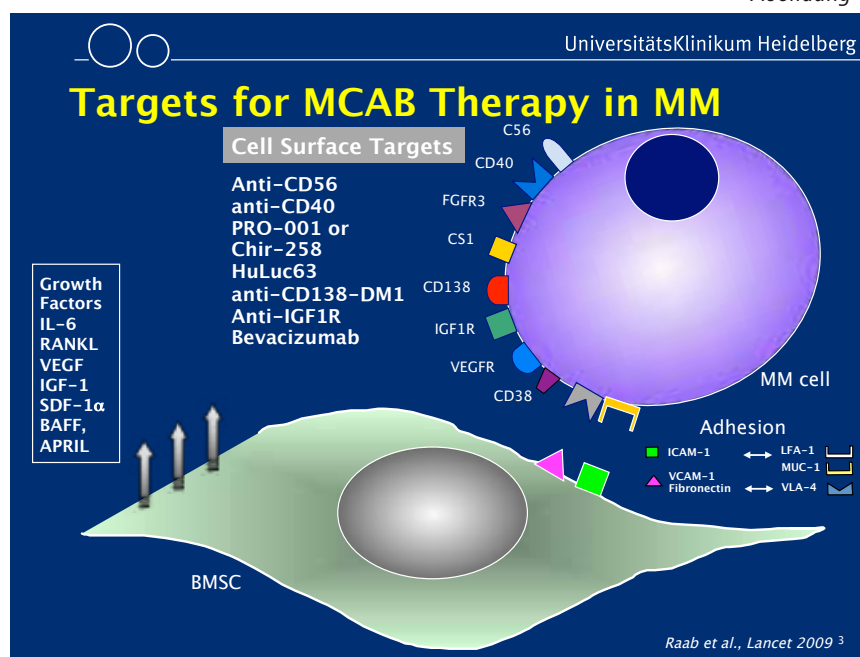 UniversitätsKlinikum Heidelberg
Targets for MCAB Therapy in MM
Cell Surface Targets
Anti-CD56
anti-CD40
PRO-001 or
Chir-258
HuLuc63
anti-CD138-DM1
Anti-IGF1R
Bevacizumab
C56
CD40
FGFR3
CS1
CD138
IGF1R
VEGFR
CD38
MM cell
Growth
Factors
IL-6
RANKL
VEGF
IGF-1
SDF-1α
BAFF,
APRIL
Adhesion
ICAM-1 ↔ LFA-1
MUC-1
VCAM-1
Fibronectin ↔ VLA-4
BMSC
Raab et al., Lancet 2009 3